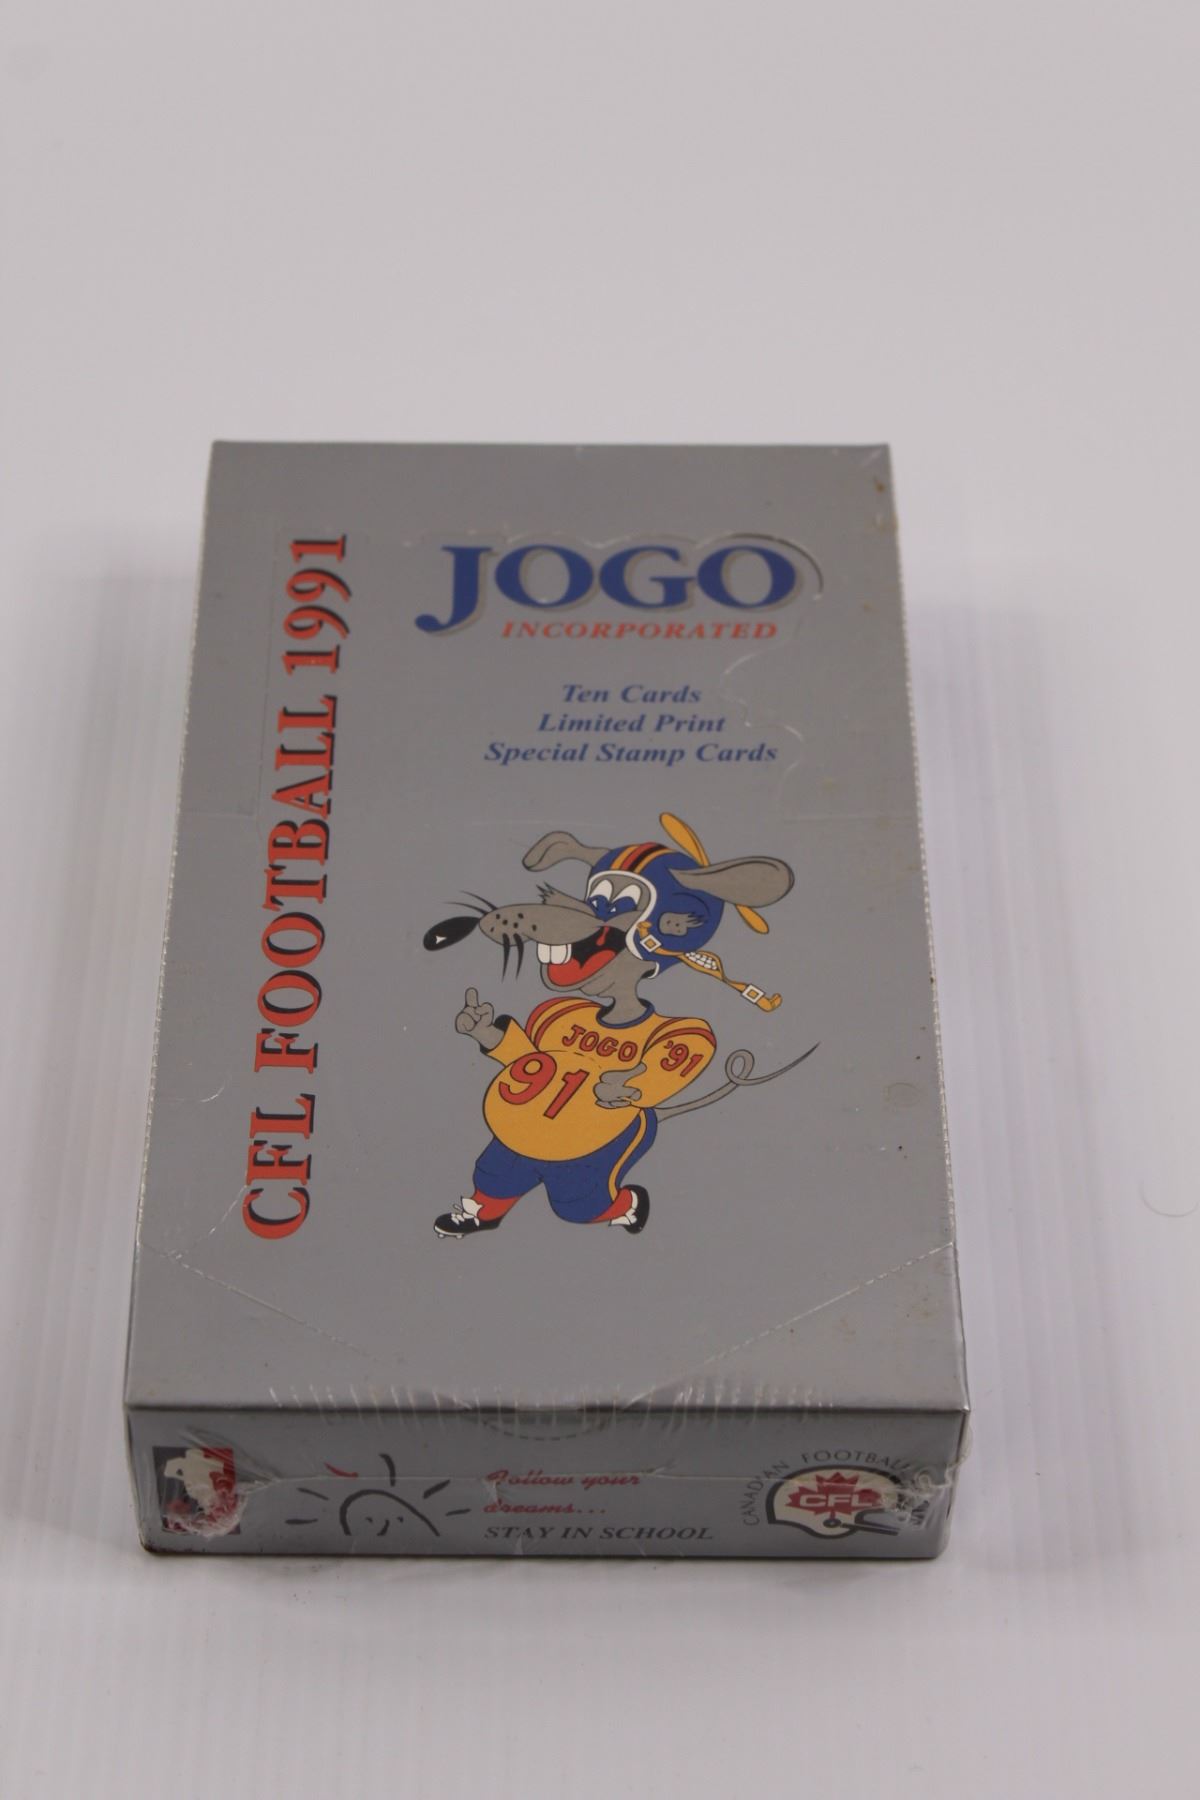 JOGO
INCORPORATED
Ten Cards
Limited Print
Special Stamp Cards
CFL FOOTBALL 1991
JOGO
'91
91
Follow your
dreams...
STAY IN SCHOOL
CANADIAN FOOTBALL
CFL